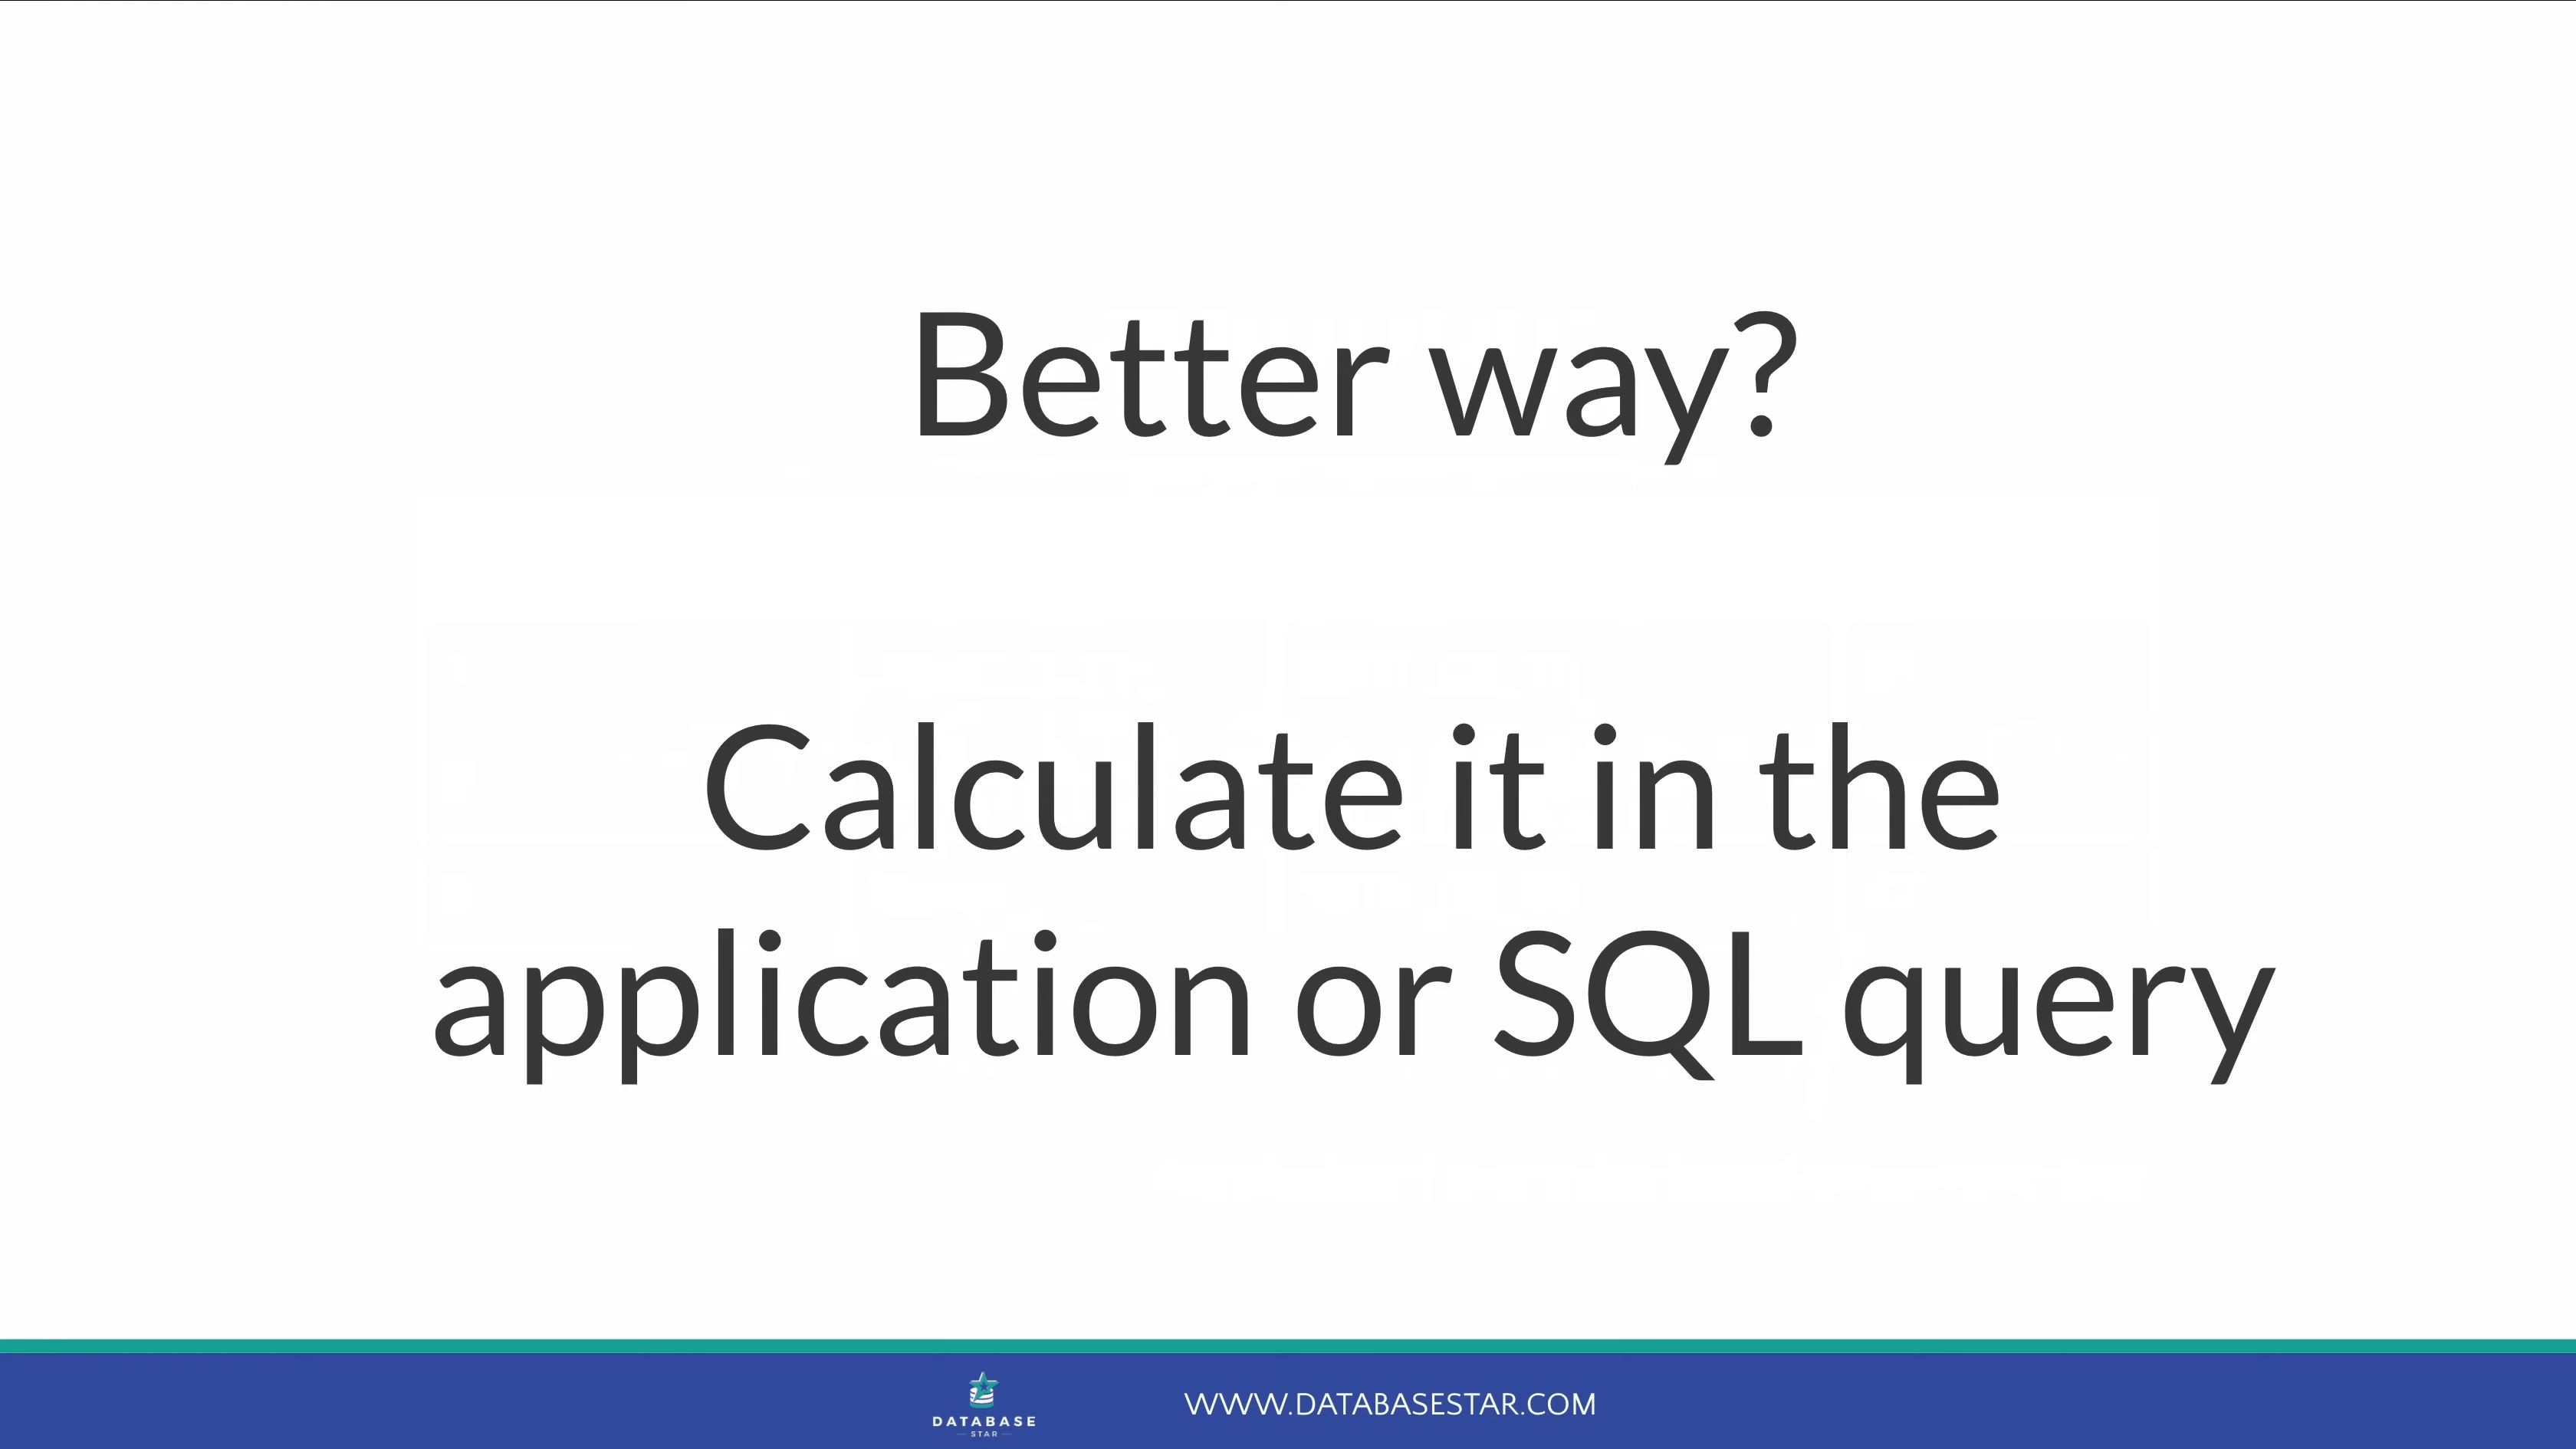 Better way?
Calculate it in the
application or SQL query
DATABASE
STAR
WWW.DATABASESTAR.COM